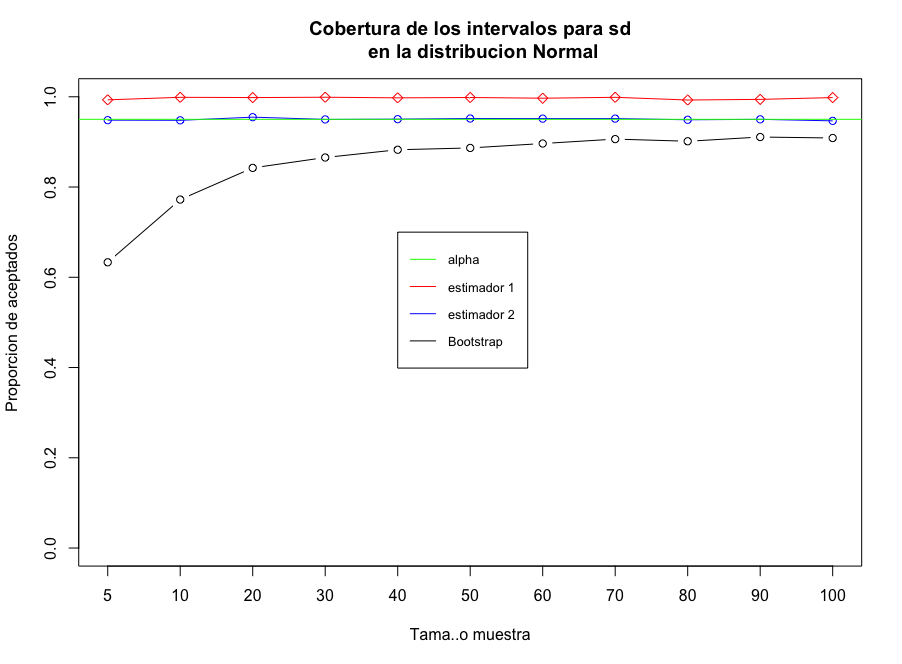 Cobertura de los intervalos para sd
en la distribucion Normal
Proporcion de aceptados
1.0
0.8
0.6
0.4
0.2
0.0
alpha
estimador 1
estimador 2
Bootstrap
5 10 20 30 40 50 60 70 80 90 100
Tama..o muestra